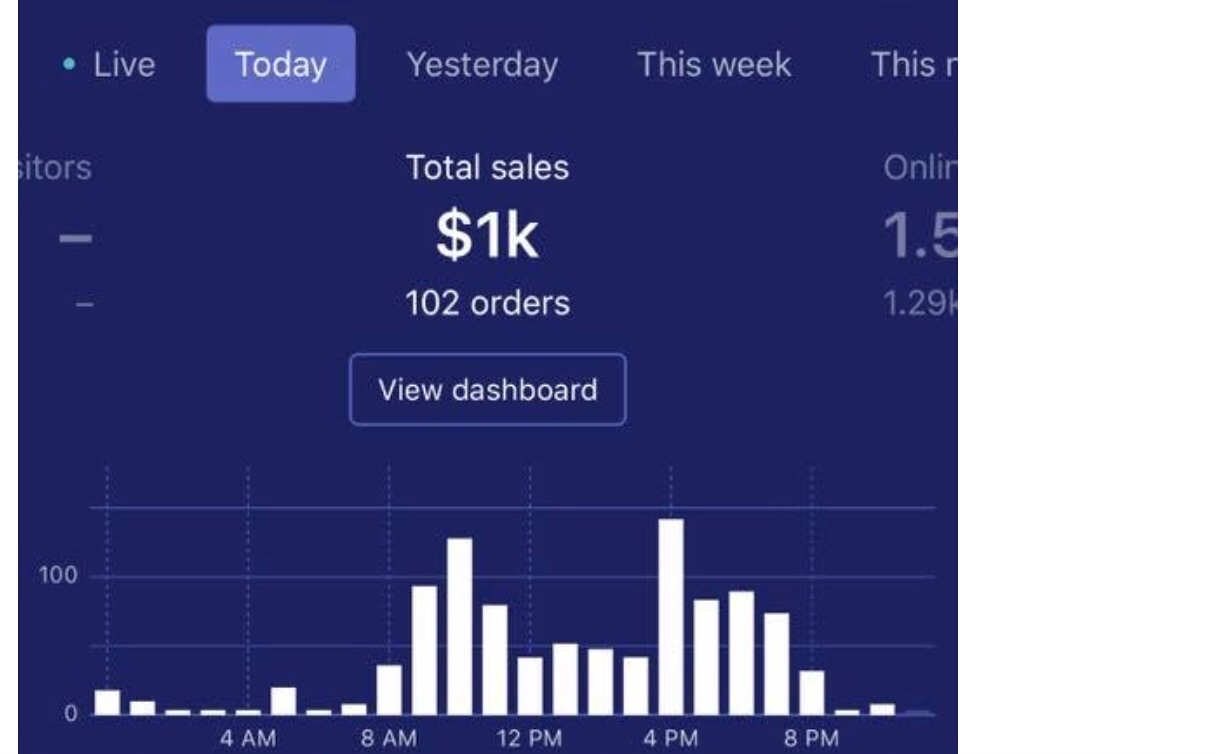 Live Today Yesterday This week This
sitors Total sales Onlin
– $1k 1.5
– 102 orders 1.29k
View dashboard
100
0
4 AM 8 AM 12 PM 4 PM 8 PM